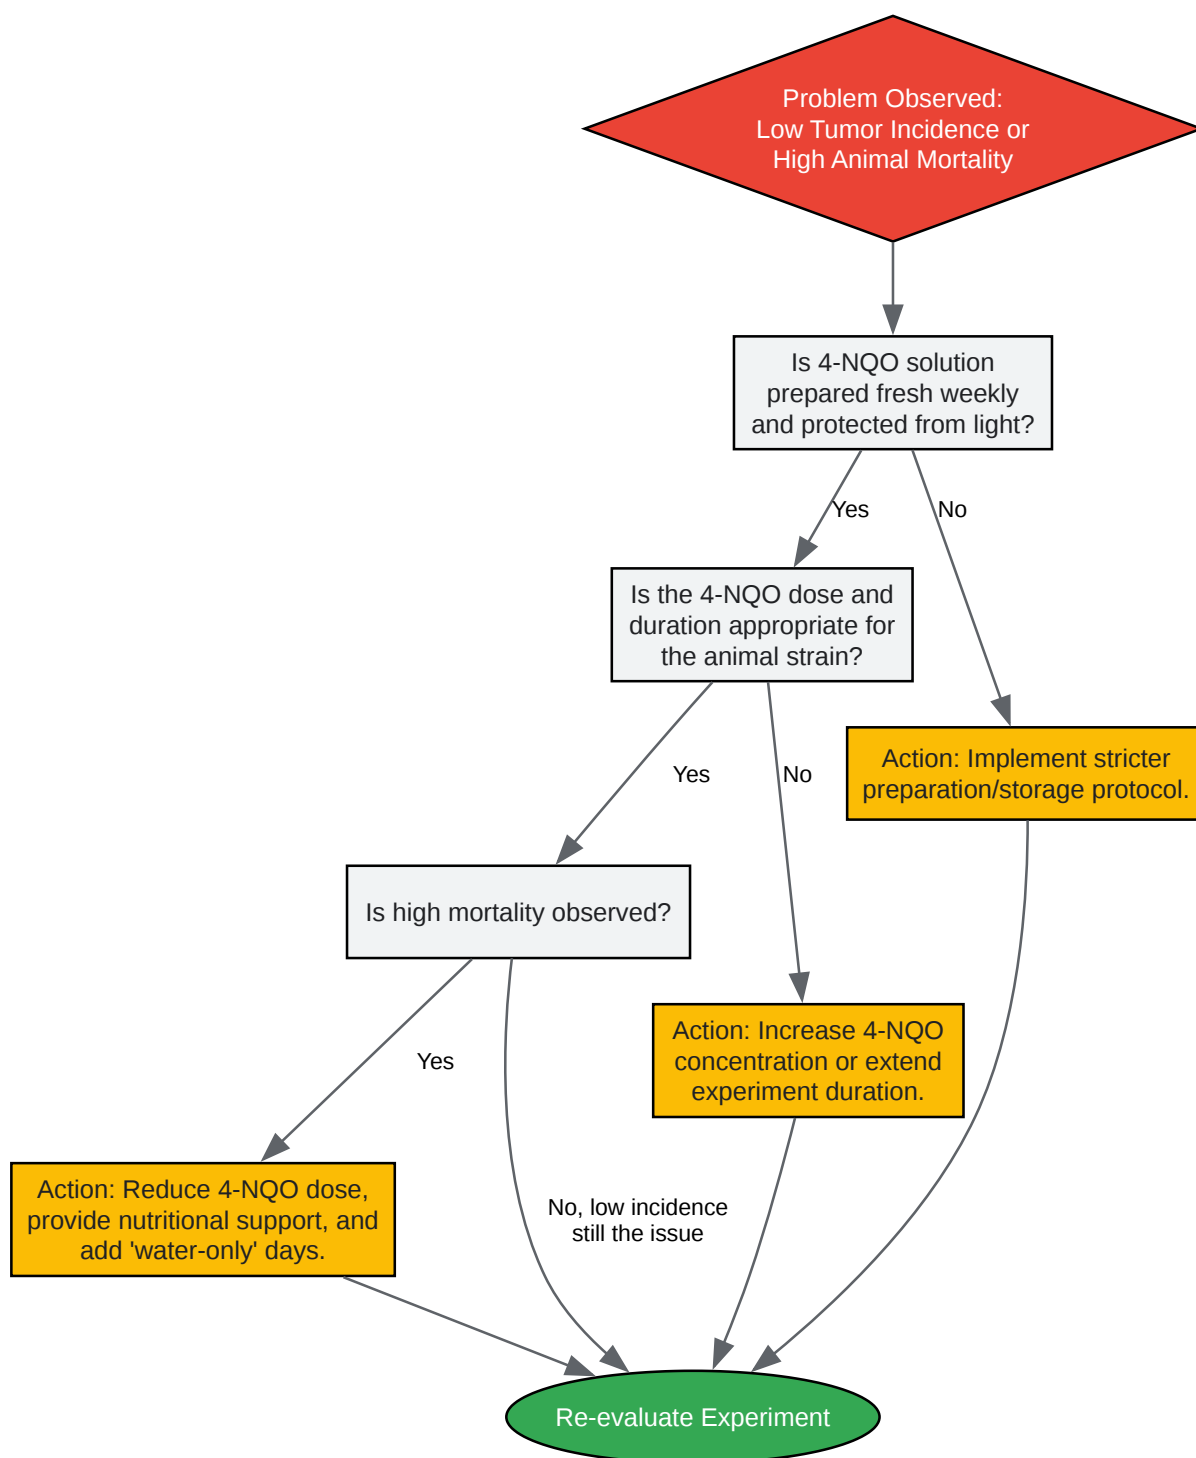 Problem Observed:
Low Tumor Incidence or
High Animal Mortality
Is 4-NQO solution
prepared fresh weekly
and protected from light?
Yes
No
Is the 4-NQO dose and
duration appropriate for
the animal strain?
Yes
No
Action: Implement stricter
preparation/storage protocol.
Is high mortality observed?
Yes
Action: Increase 4-NQO
concentration or extend
experiment duration.
Action: Reduce 4-NQO dose,
provide nutritional support, and
add 'water-only' days.
No, low incidence
still the issue
Re-evaluate Experiment